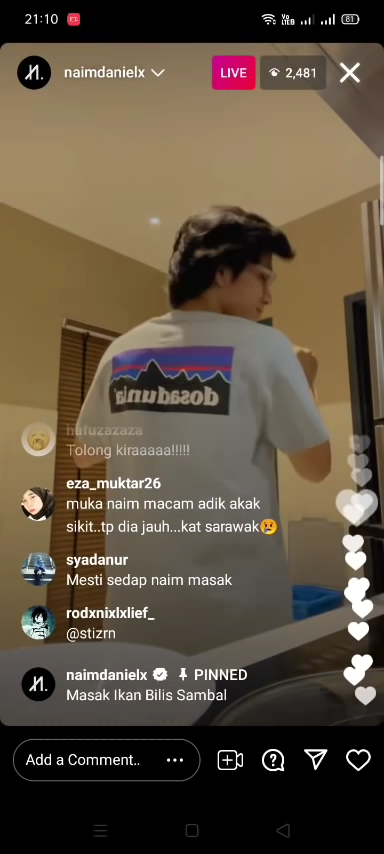 21:10
81
naimdanielx
LIVE
2,481
dosadunia
hafuzazaza
Tolong kiraaaaa!!!!!
eza_muktar26
muka naim macam adik akak
sikit..tp dia jauh...kat sarawak😢
syadanur
Mesti sedap naim masak
rodxnixlxlief_
@stizrn
naimdanielx PINNED
Masak Ikan Bilis Sambal
Add a Comment..